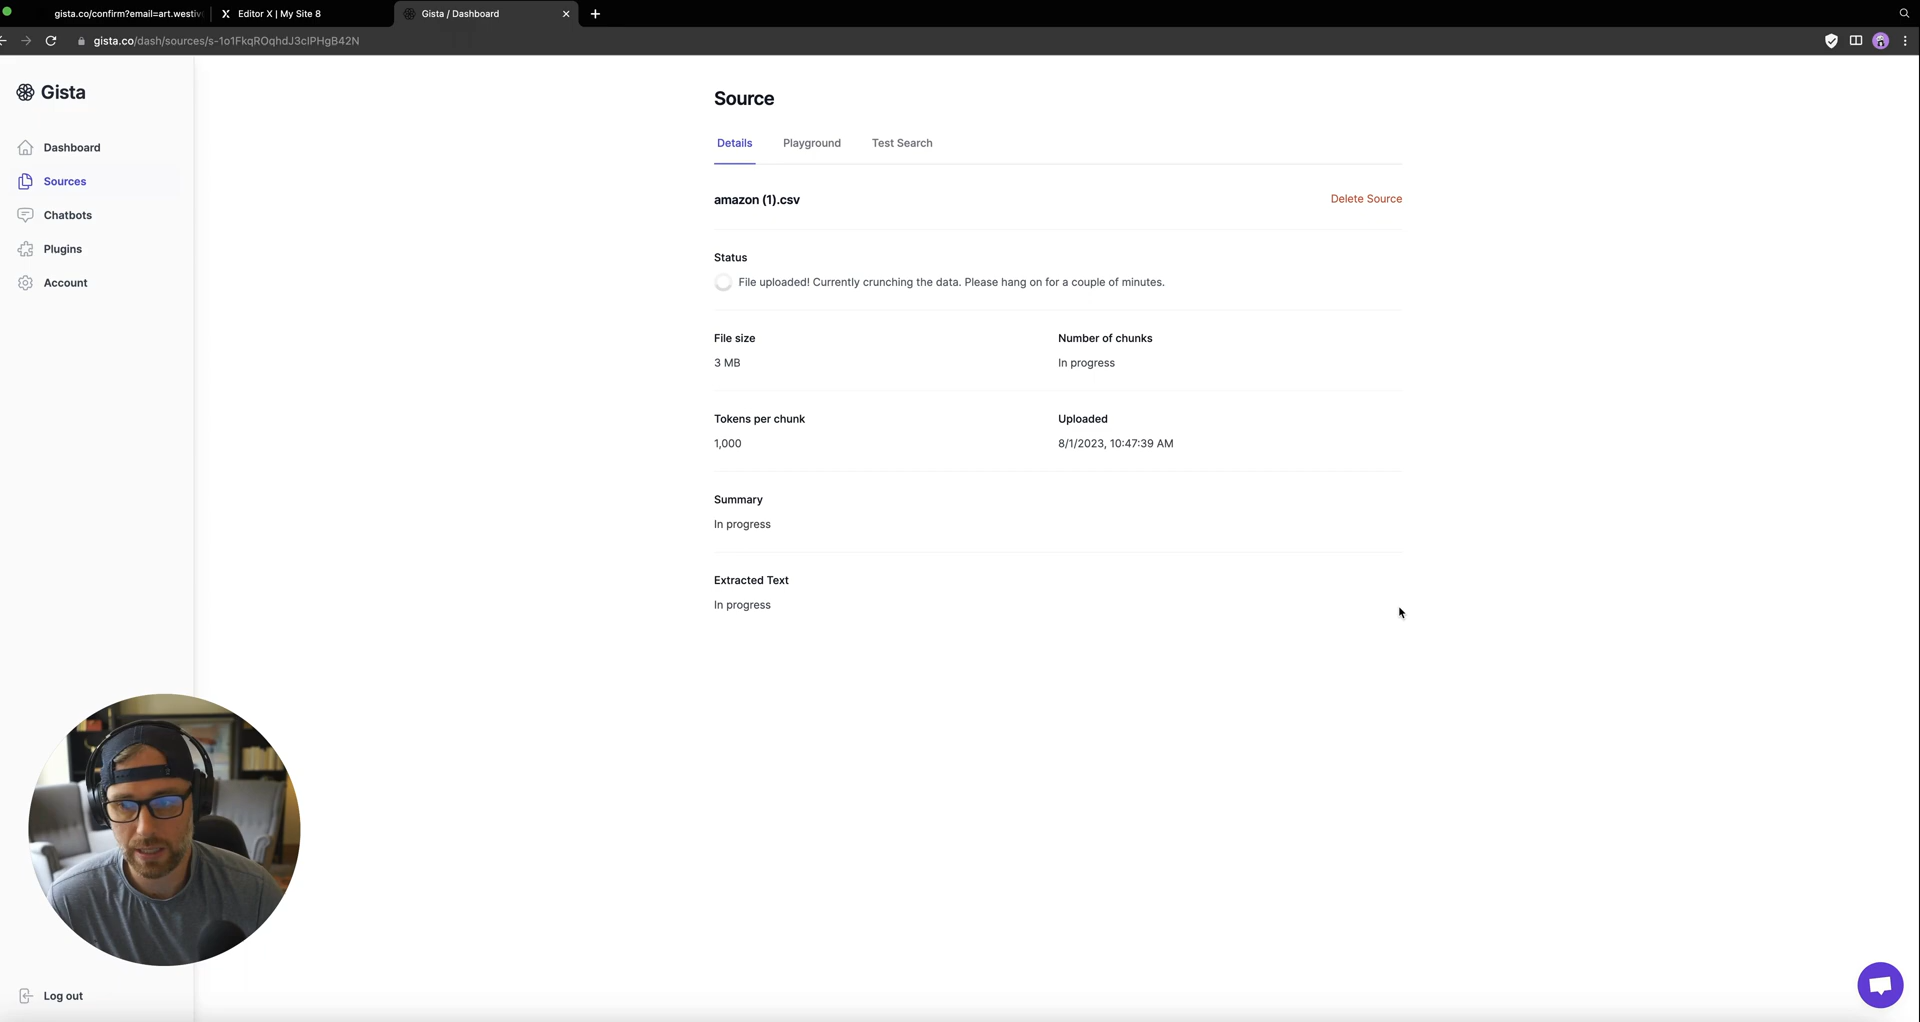 gista.co/confirm?email=art.westiv
Editor X | My Site 8
Gista / Dashboard
gista.co/dash/sources/s-1o1FkqROqhdJ3clPHgB42N
Gista
Dashboard
Sources
Chatbots
Plugins
Account
Log out
Source
Details Playground Test Search
amazon (1).csv
Delete Source
Status
File uploaded! Currently crunching the data. Please hang on for a couple of minutes.
File size
3 MB
Number of chunks
In progress
Tokens per chunk
1,000
Uploaded
8/1/2023, 10:47:39 AM
Summary
In progress
Extracted Text
In progress